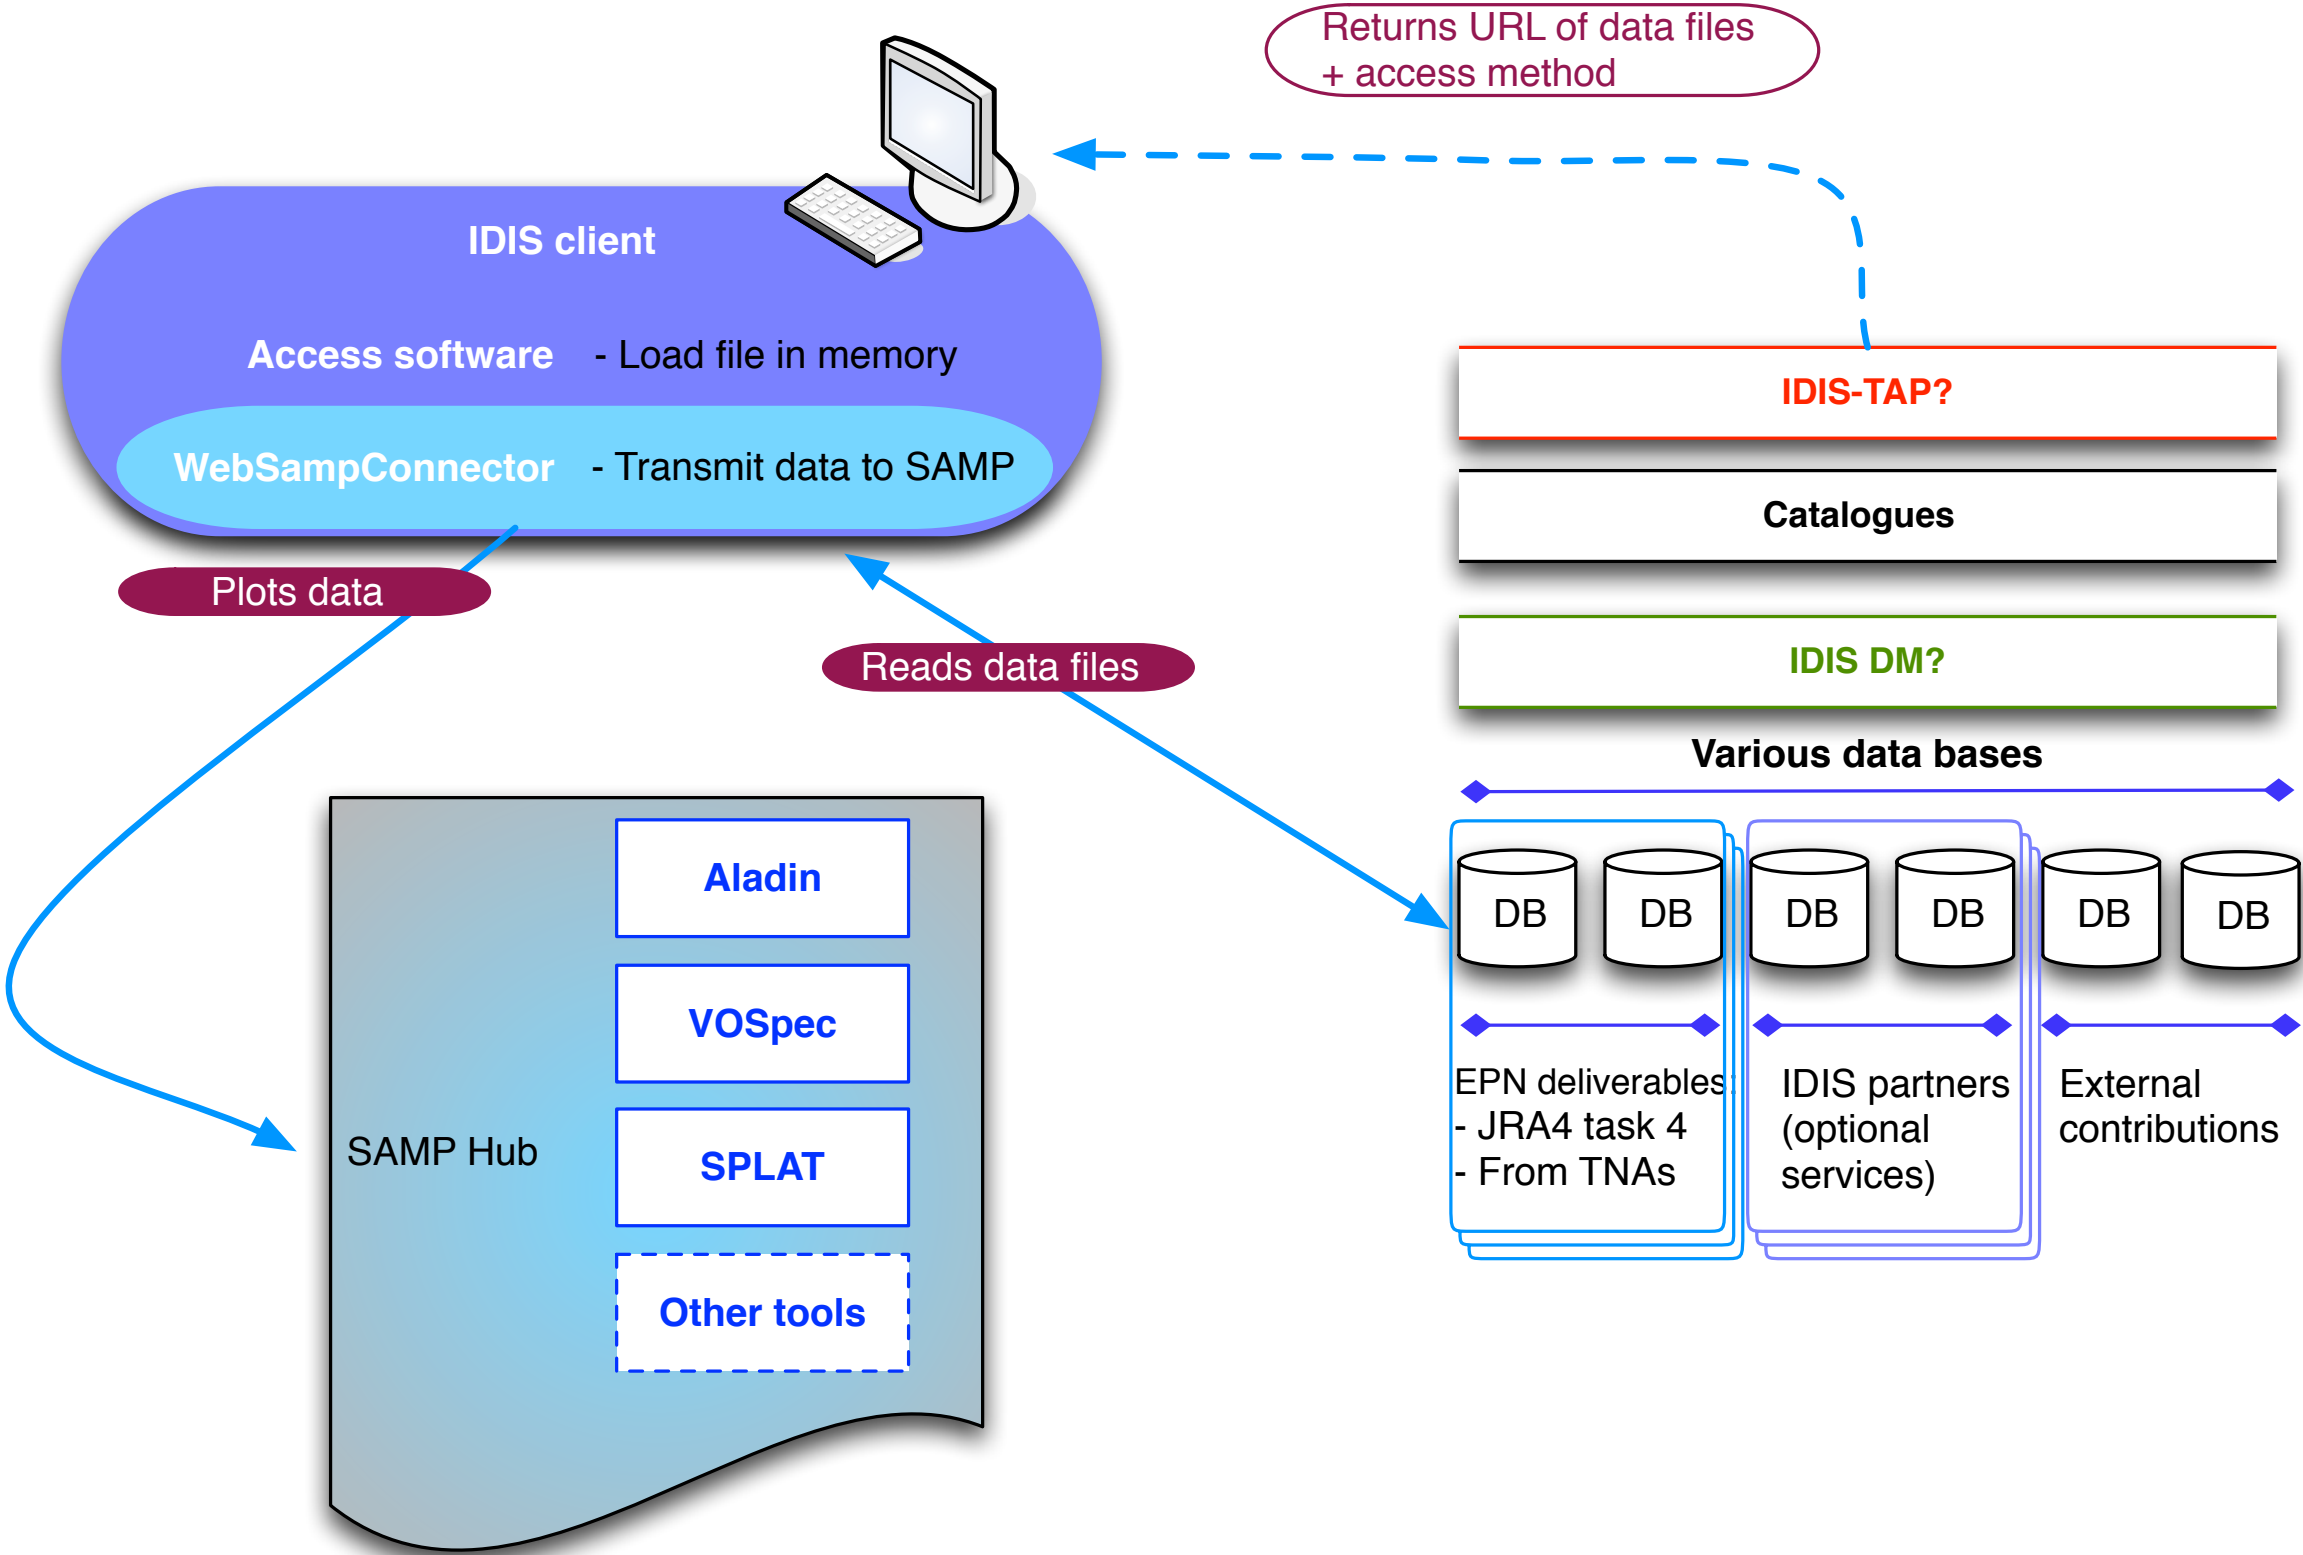 Returns URL of data files
+ access method
IDIS client
Access software - Load file in memory
WebSampConnector - Transmit data to SAMP
Plots data
Reads data files
IDIS-TAP?
Catalogues
IDIS DM?
Various data bases
DB DB DB DB DB DB
EPN deliverables:
- JRA4 task 4
- From TNAs
IDIS partners
(optional
services)
External
contributions
SAMP Hub
Aladin
VOSpec
SPLAT
Other tools